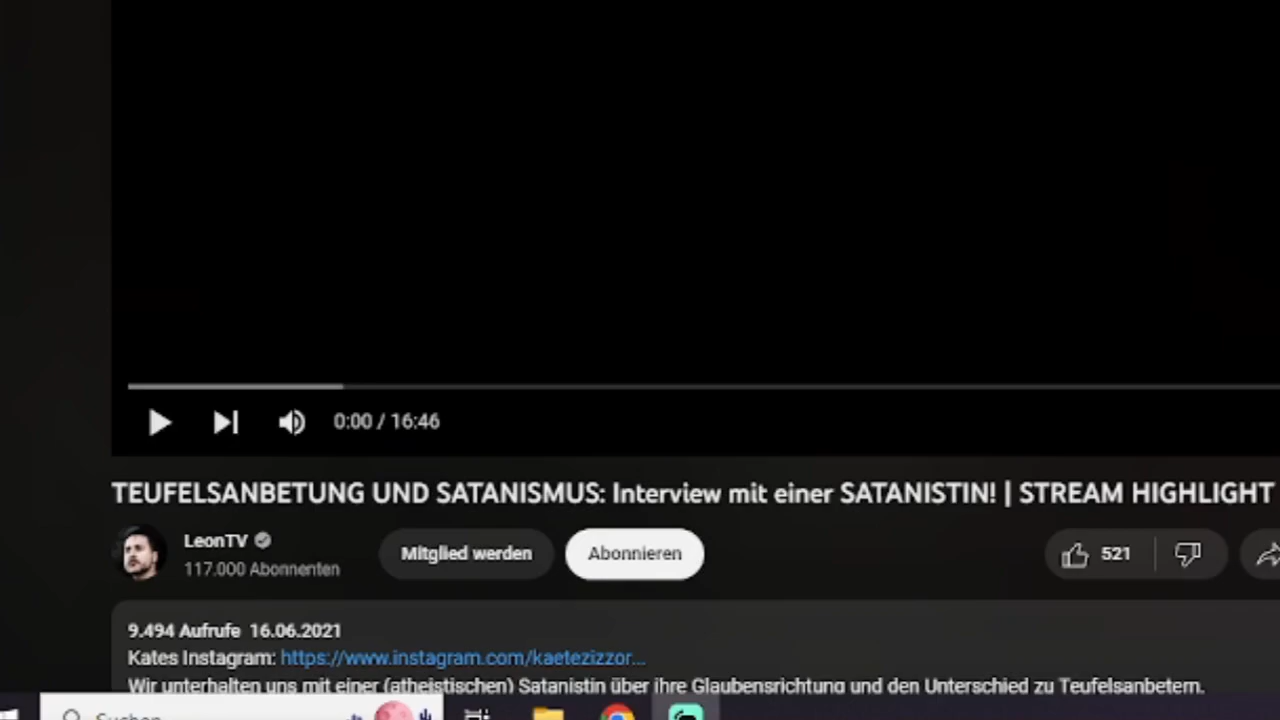 0:00 / 16:46
TEUFELSANBETUNG UND SATANISMUS: Interview mit einer SATANISTIN! | STREAM HIGHLIGHT
LeonTV
117.000 Abonnenten
Mitglied werden
Abonnieren
521
9.494 Aufrufe 16.06.2021
Kates Instagram: https://www.instagram.com/kaetezizzor...
Wir unterhalten uns mit einer (atheistischen) Satanistin über ihre Glaubensrichtung und den Unterschied zu Teufelsanbetern.
Suchen